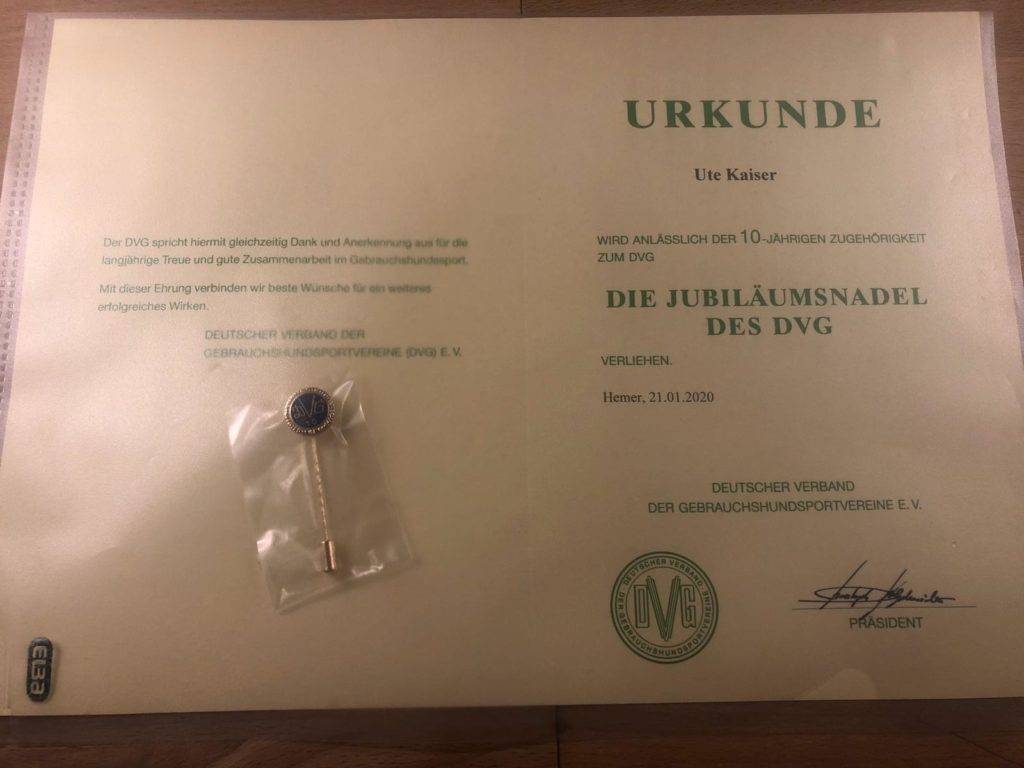 Der DVG spricht hiermit gleichzeitig Dank und Anerkennung aus für die
langjährige Treue und gute Zusammenarbeit im Gebrauchshundesport.
Mit dieser Ehrung verbinden wir beste Wünsche für ein weiteres
erfolgreiches Wirken.
DEUTSCHER VERBAND DER
GEBRAUCHSHUNDSPORTVEREINE (DVG) E. V.
DVG
ELBA
URKUNDE
Ute Kaiser
WIRD ANLÄSSLICH DER 10-JÄHRIGEN ZUGEHÖRIGKEIT
ZUM DVG
DIE JUBILÄUMSNADEL
DES DVG
VERLIEHEN.
Hemer, 21.01.2020
DEUTSCHER VERBAND
DER GEBRAUCHSHUNDSPORTVEREINE E. V.
DEUTSCHER VERBAND
DER GEBRAUCHSHUNDSPORTVEREINE
DVG
PRÄSIDENT